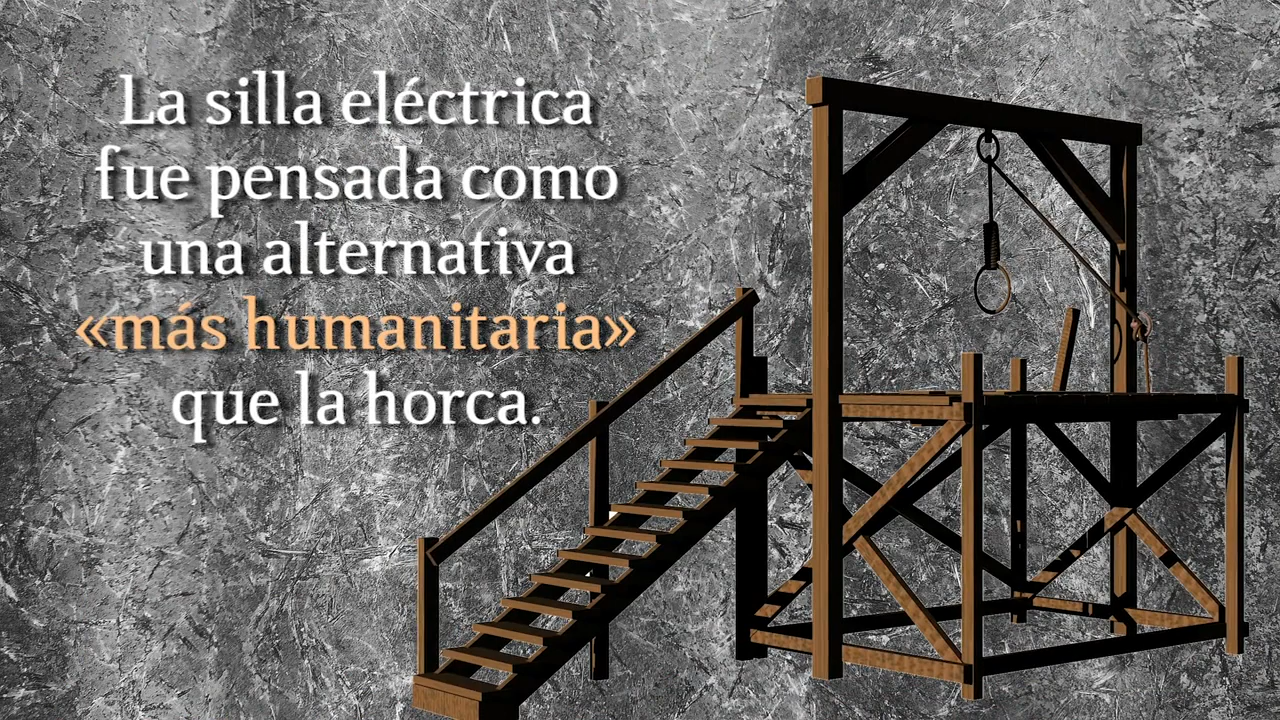 La silla eléctrica
fue pensada como
una alternativa
«más humanitaria»
que la horca.